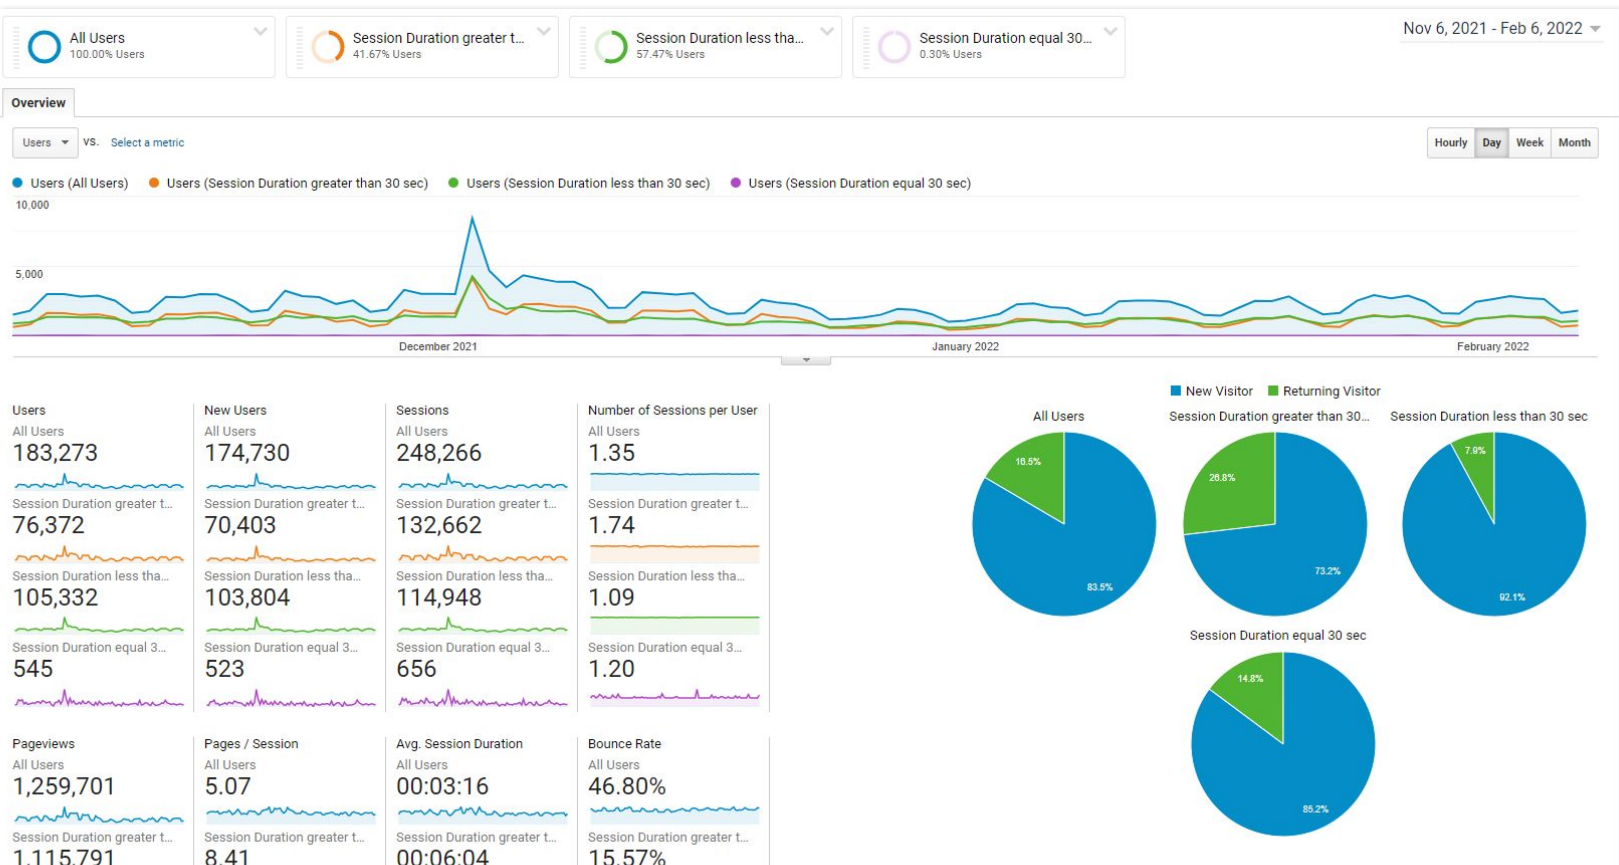 All Users
100.00% Users
Session Duration greater t...
41.67% Users
Session Duration less tha...
57.47% Users
Session Duration equal 30...
0.30% Users
Nov 6, 2021 - Feb 6, 2022
Overview
Users VS. Select a metric
Hourly Day Week Month
Users (All Users) Users (Session Duration greater than 30 sec) Users (Session Duration less than 30 sec) Users (Session Duration equal 30 sec)
10,000
5,000
December 2021 January 2022 February 2022
Users
All Users
183,273
Session Duration greater t...
76,372
Session Duration less tha...
105,332
Session Duration equal 3...
545
New Users
All Users
174,730
Session Duration greater t...
70,403
Session Duration less tha...
103,804
Session Duration equal 3...
523
Sessions
All Users
248,266
Session Duration greater t...
132,662
Session Duration less tha...
114,948
Session Duration equal 3...
656
Number of Sessions per User
All Users
1.35
Session Duration greater t...
1.74
Session Duration less tha...
1.09
Session Duration equal 3...
1.20
Pageviews
All Users
1,259,701
Session Duration greater t...
1,115,791
Pages / Session
All Users
5.07
Session Duration greater t...
8.41
Avg. Session Duration
All Users
00:03:16
Session Duration greater t...
00:06:04
Bounce Rate
All Users
46.80%
Session Duration greater t...
15.57%
New Visitor Returning Visitor
All Users
16.5%
83.5%
Session Duration greater than 30...
26.8%
73.2%
Session Duration less than 30 sec
7.9%
92.1%
Session Duration equal 30 sec
14.8%
85.2%